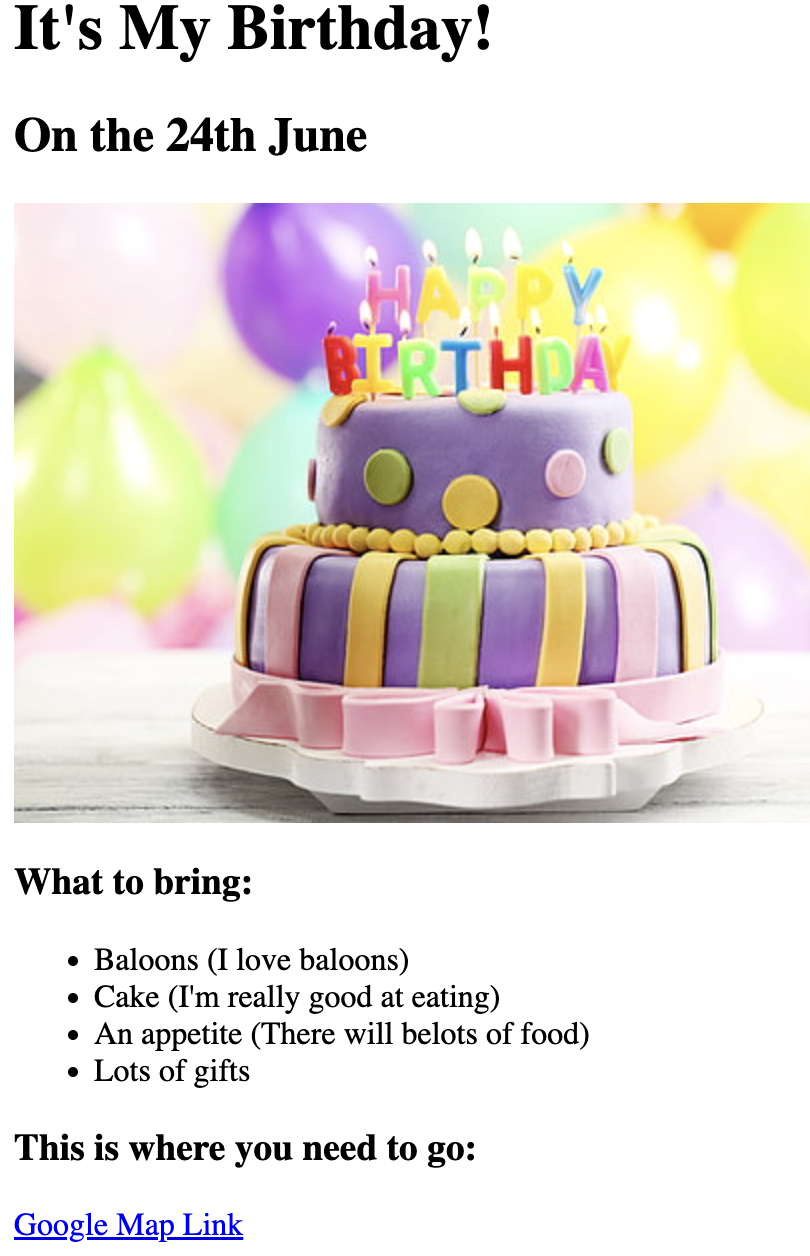 It's My Birthday!
On the 24th June
HAPPY
BIRTHDAY
What to bring:
Baloons (I love baloons)
Cake (I'm really good at eating)
An appetite (There will belots of food)
Lots of gifts
This is where you need to go:
Google Map Link